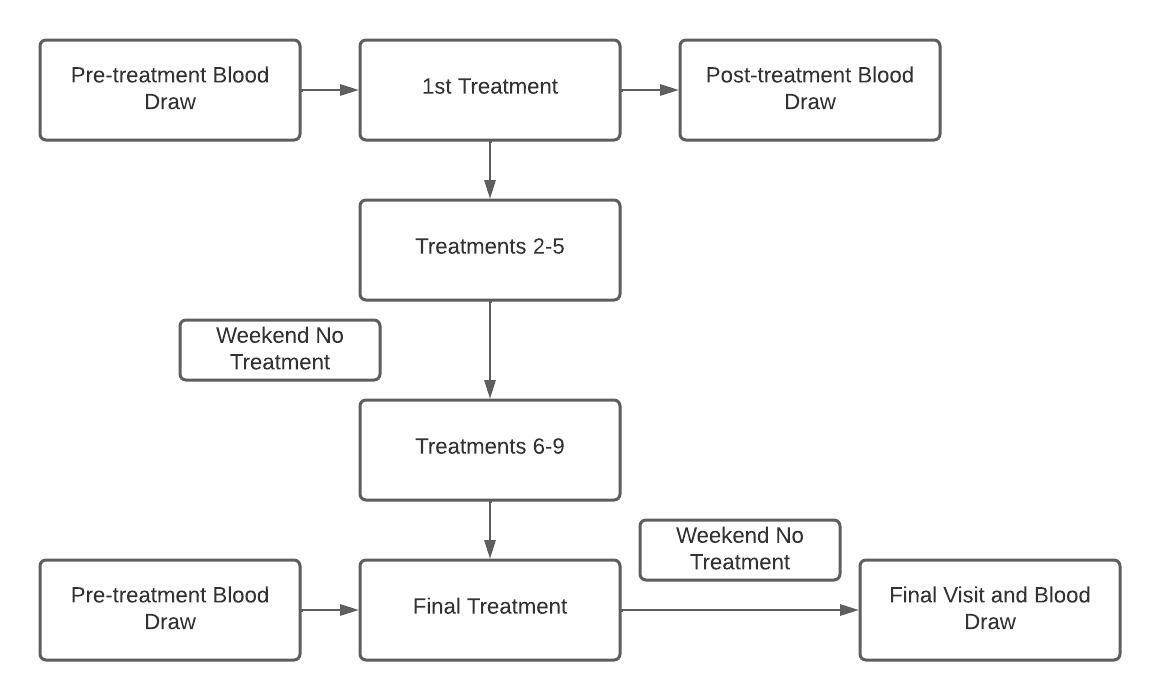 Pre-treatment Blood
Draw
1st Treatment
Post-treatment Blood
Draw
Treatments 2-5
Weekend No
Treatment
Treatments 6-9
Weekend No
Treatment
Pre-treatment Blood
Draw
Final Treatment
Final Visit and Blood
Draw